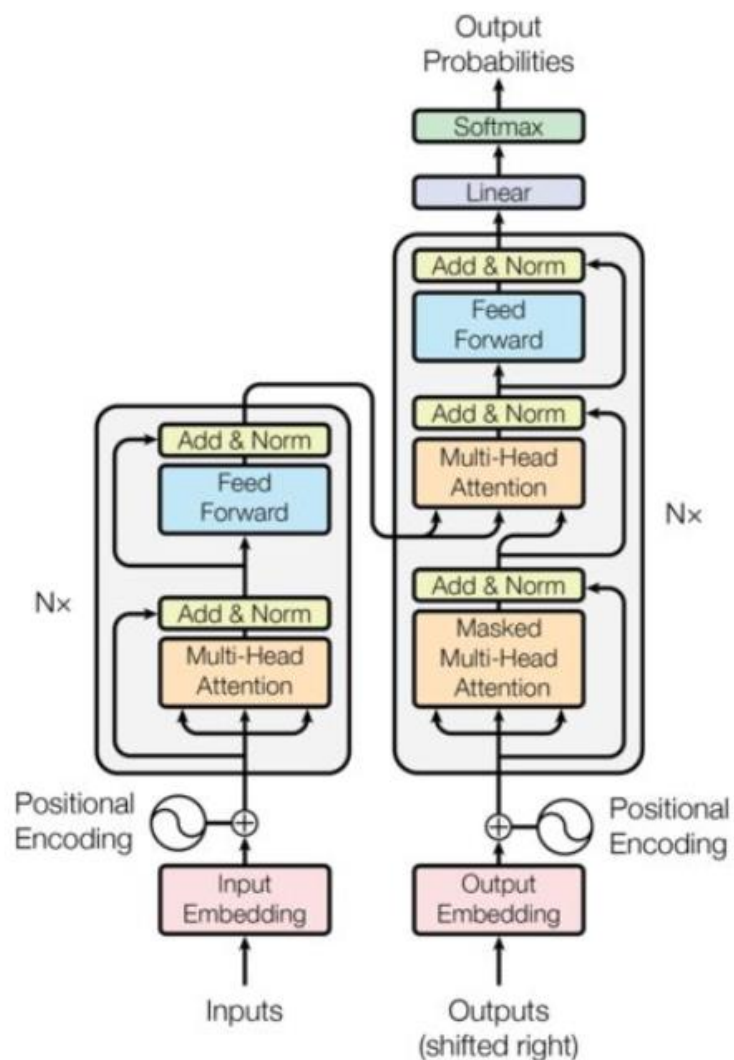 Output
Probabilities
Softmax
Linear
Add & Norm
Feed
Forward
Add & Norm
Multi-Head
Attention
Nx
Add & Norm
Masked
Multi-Head
Attention
Add & Norm
Feed
Forward
Nx
Add & Norm
Multi-Head
Attention
Positional
Encoding
Positional
Encoding
Input
Embedding
Output
Embedding
Inputs
Outputs
(shifted right)